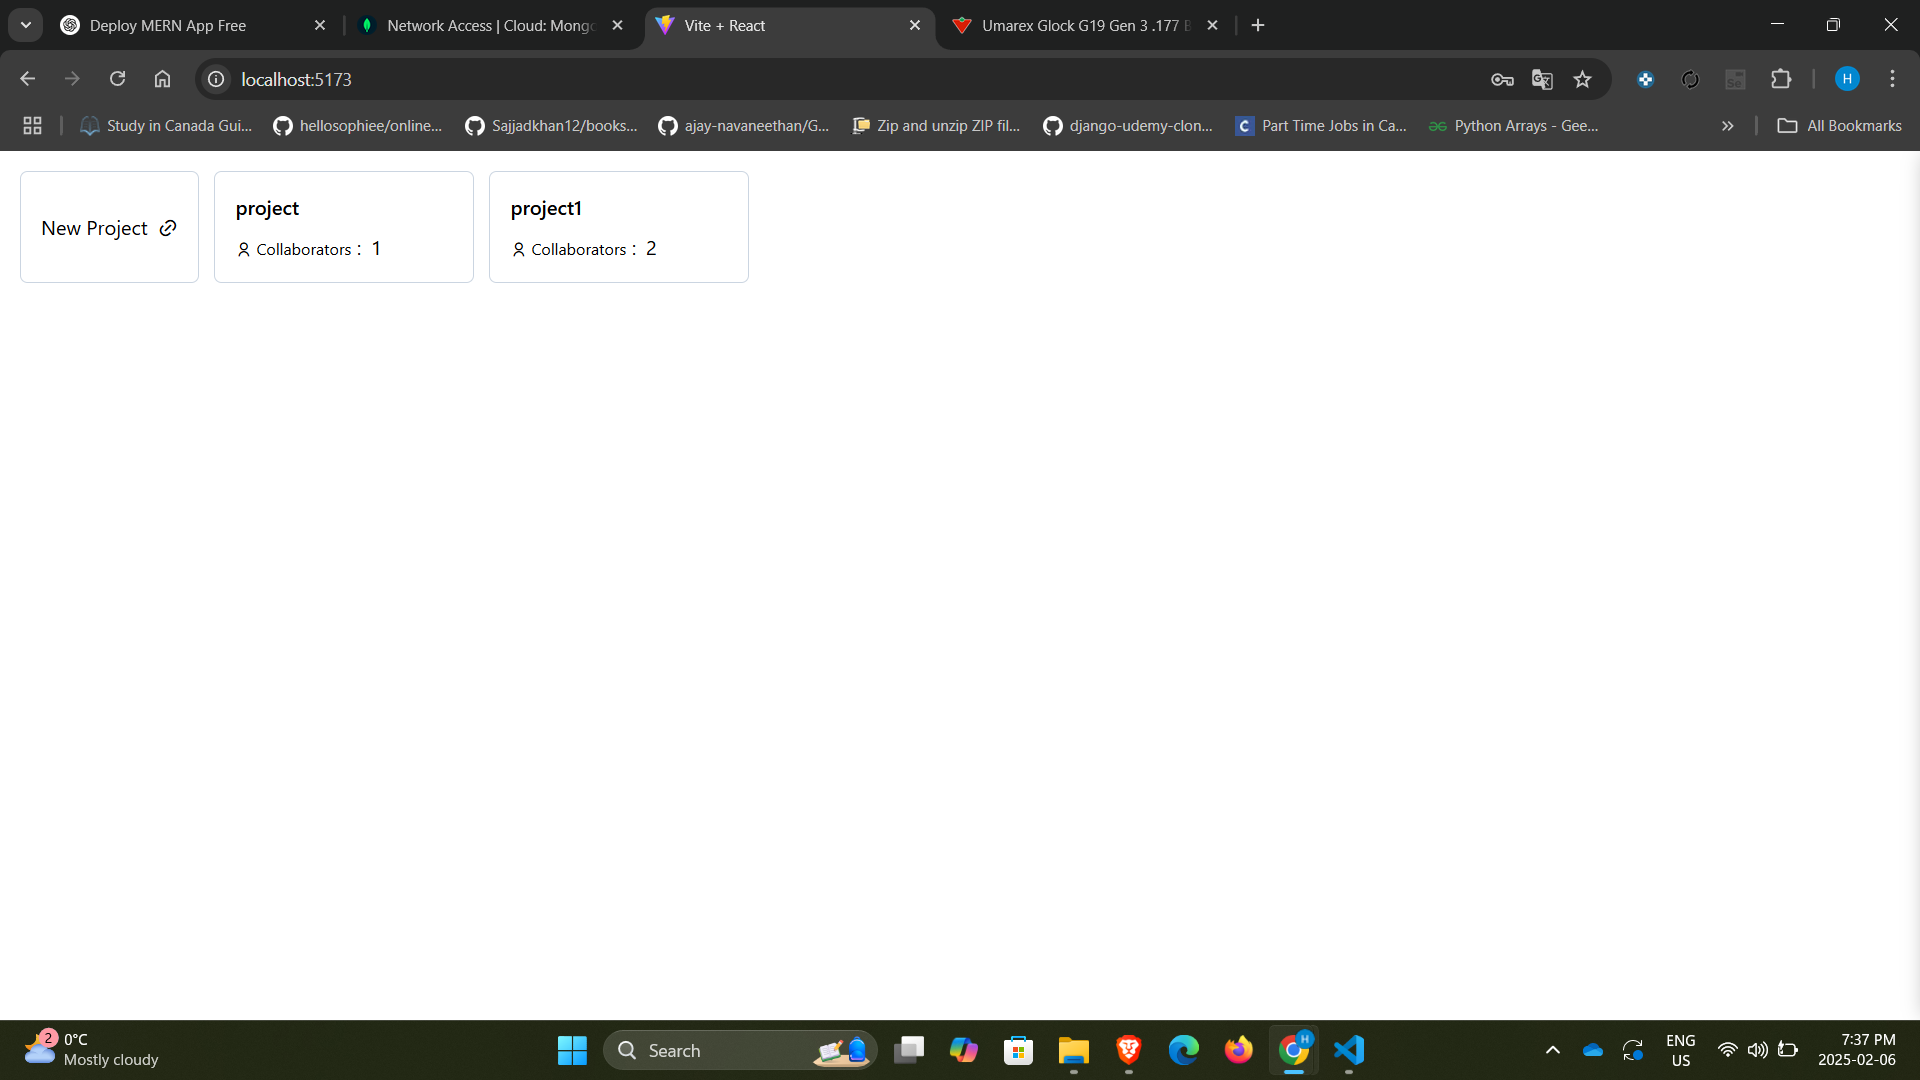 Deploy MERN App Free
Network Access | Cloud: Mong
Vite + React
Umarex Glock G19 Gen 3 .177 B
localhost:5173
H
Study in Canada Gui...
hellosophiee/online...
Sajjadkhan12/books...
ajay-navaneethan/G...
Zip and unzip ZIP fil...
django-udemy-clon...
C
Part Time Jobs in Ca...
Python Arrays - Gee...
All Bookmarks
New Project
project
Collaborators : 1
project1
Collaborators : 2
2
0°C
Mostly cloudy
Search
H
ENG
US
7:37 PM
2025-02-06